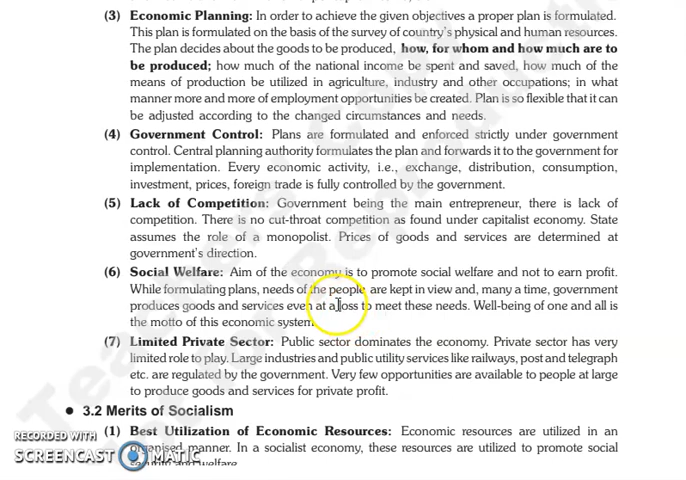 (3) Economic Planning: In order to achieve the given objectives a proper plan is formulated.
This plan is formulated on the basis of the survey of country's physical and human resources.
The plan decides about the goods to be produced, how, for whom and how much are to
be produced; how much of the national income be spent and saved, how much of the
means of production be utilized in agriculture, industry and other occupations; in what
manner more and more of employment opportunities be created. Plan is so flexible that it can
be adjusted according to the changed circumstances and needs.
(4) Government Control: Plans are formulated and enforced strictly under government
control. Central planning authority formulates the plan and forwards it to the government for
implementation. Every economic activity, i.e., exchange, distribution, consumption,
investment, prices, foreign trade is fully controlled by the government.
(5) Lack of Competition: Government being the main entrepreneur, there is lack of
competition. There is no cut-throat competition as found under capitalist economy. State
assumes the role of a monopolist. Prices of goods and services are determined at
government's direction.
(6) Social Welfare: Aim of the economy is to promote social welfare and not to earn profit.
While formulating plans, needs of the people are kept in view and, many a time, government
produces goods and services even at a loss to meet these needs. Well-being of one and all is
the motto of this economic system.
(7) Limited Private Sector: Public sector dominates the economy. Private sector has very
limited role to play. Large industries and public utility services like railways, post and telegraph
etc. are regulated by the government. Very few opportunities are available to people at large
to produce goods and services for private profit.
• 3.2 Merits of Socialism
(1) Best Utilization of Economic Resources: Economic resources are utilized in an
organised manner. In a socialist economy, these resources are utilized to promote social
security and welfare
RECORDED WITH
SCREENCAST MATIC